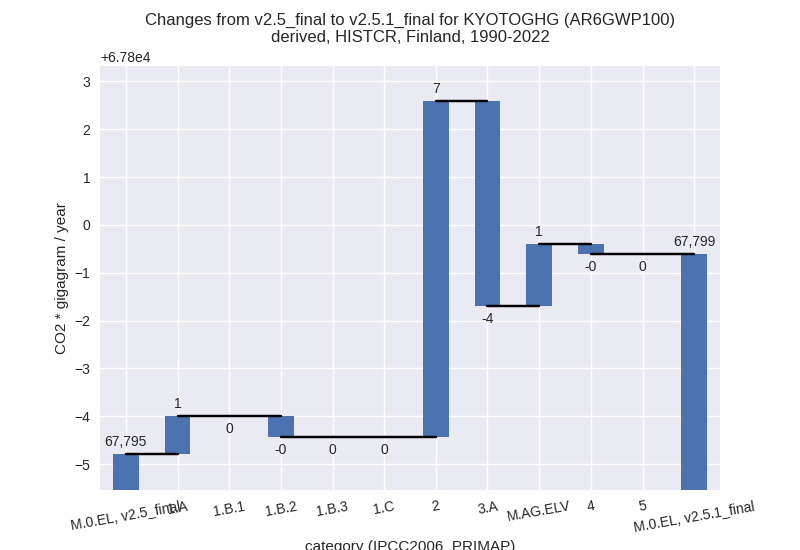 Changes from v2.5_final to v2.5.1_final for KYOTOGHG (AR6GWP100)
derived, HISTCR, Finland, 1990-2022
+6.78e4
3
2
1
0
−1
−2
−3
−4
−5
CO2 * gigagram / year
67,795
1
0
-0
0
0
7
-4
1
-0
0
67,799
M.0.EL, v2.5_final
1.A
1.B.1
1.B.2
1.B.3
1.C
2
3.A
M.AG.ELV
4
5
M.0.EL, v2.5.1_final
category (IPCC2006_PRIMAP)